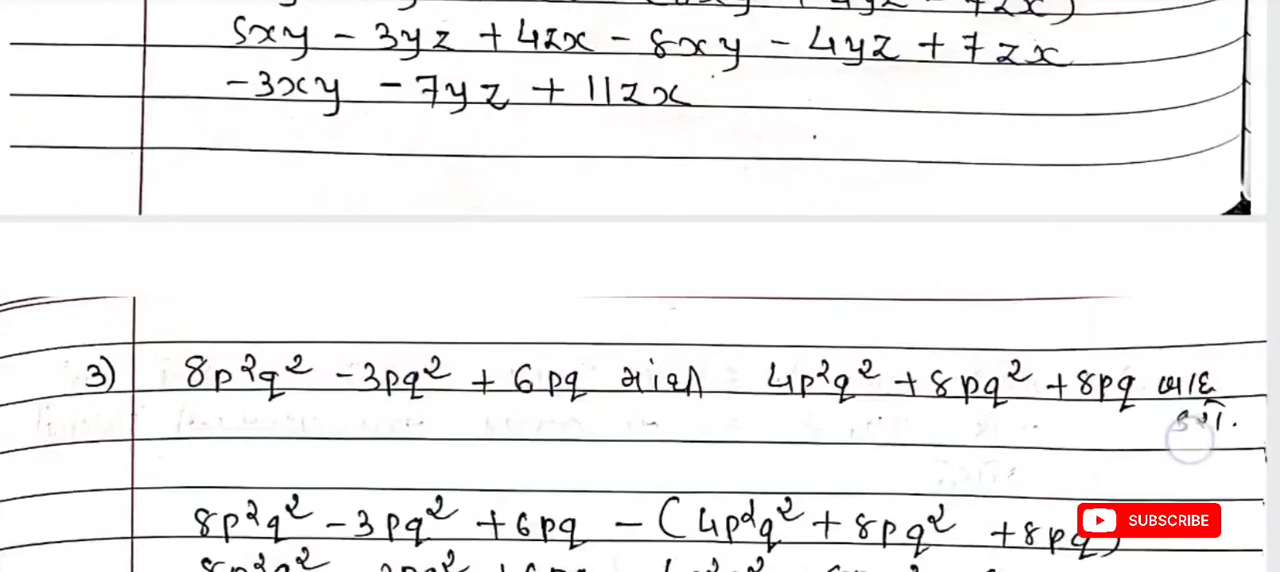 5xy - 3yz + 4zx - 8xy - 4yz + 7zx
-3xy - 7yz + 11zx
3) 8p²q² - 3pq² + 6pq માંથી 4p²q² + 8pq² + 8pq બાદ
કરો.
8p²q² - 3pq² + 6pq - (4p²q² + 8pq² + 8pq)
SUBSCRIBE